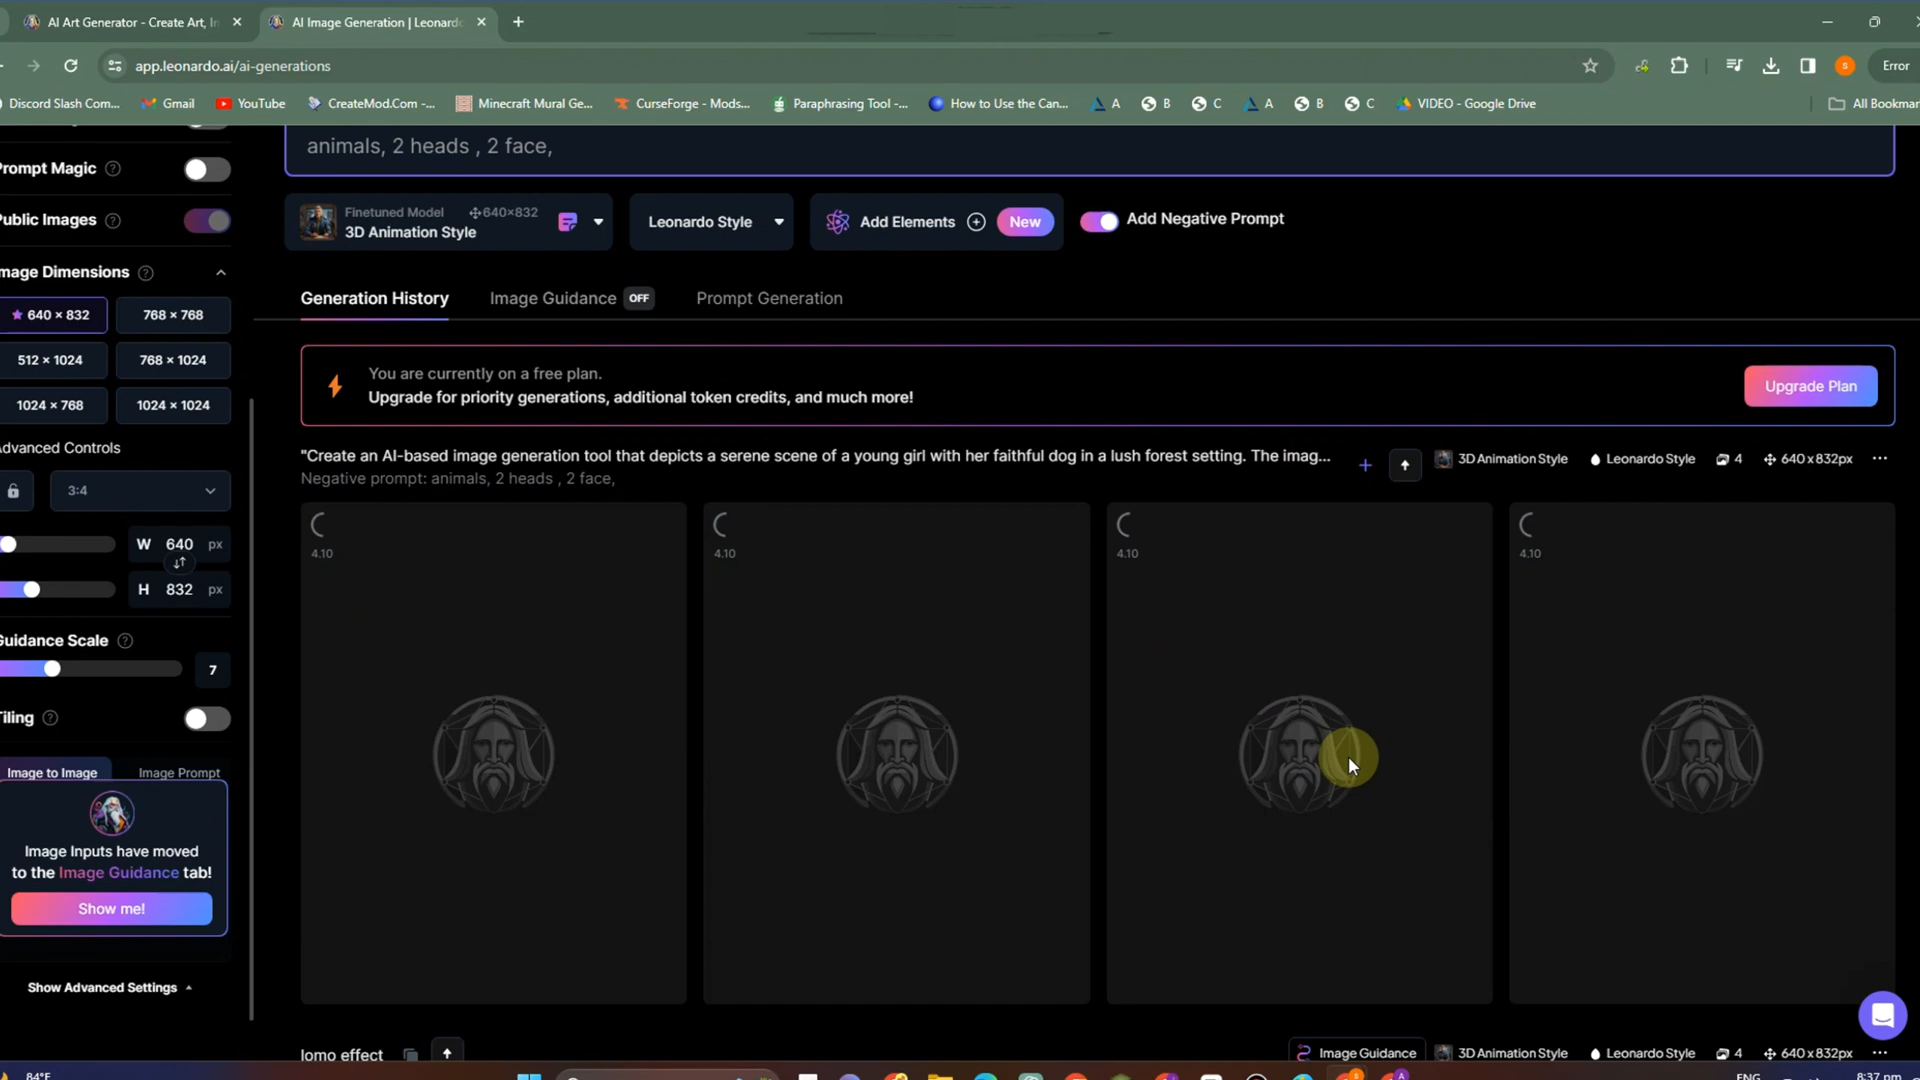 AI Art Generator - Create Art, In
AI Image Generation | Leonardo
app.leonardo.ai/ai-generations
S
Error
Discord Slash Com...
Gmail
YouTube
CreateMod.Com -...
Minecraft Mural Ge...
CurseForge - Mods...
Paraphrasing Tool -...
How to Use the Can...
A
B
C
A
B
C
VIDEO - Google Drive
All Bookmar
animals, 2 heads , 2 face,
Prompt Magic
Public Images
Image Dimensions
640 × 832
768 × 768
512 × 1024
768 × 1024
1024 × 768
1024 × 1024
Advanced Controls
3:4
W 640 px
H 832 px
Guidance Scale
7
Tiling
Image to Image
Image Prompt
Image Inputs have moved
to the Image Guidance tab!
Show me!
Show Advanced Settings
Finetuned Model 640×832
3D Animation Style
Leonardo Style
Add Elements
New
Add Negative Prompt
Generation History
Image Guidance OFF
Prompt Generation
You are currently on a free plan.
Upgrade for priority generations, additional token credits, and much more!
Upgrade Plan
"Create an AI-based image generation tool that depicts a serene scene of a young girl with her faithful dog in a lush forest setting. The imag...
Negative prompt: animals, 2 heads , 2 face,
3D Animation Style
Leonardo Style
4
640x832px
4.10
4.10
4.10
4.10
lomo effect
Image Guidance
3D Animation Style
Leonardo Style
4
640x832px
84°F
ENG
8:37 pm